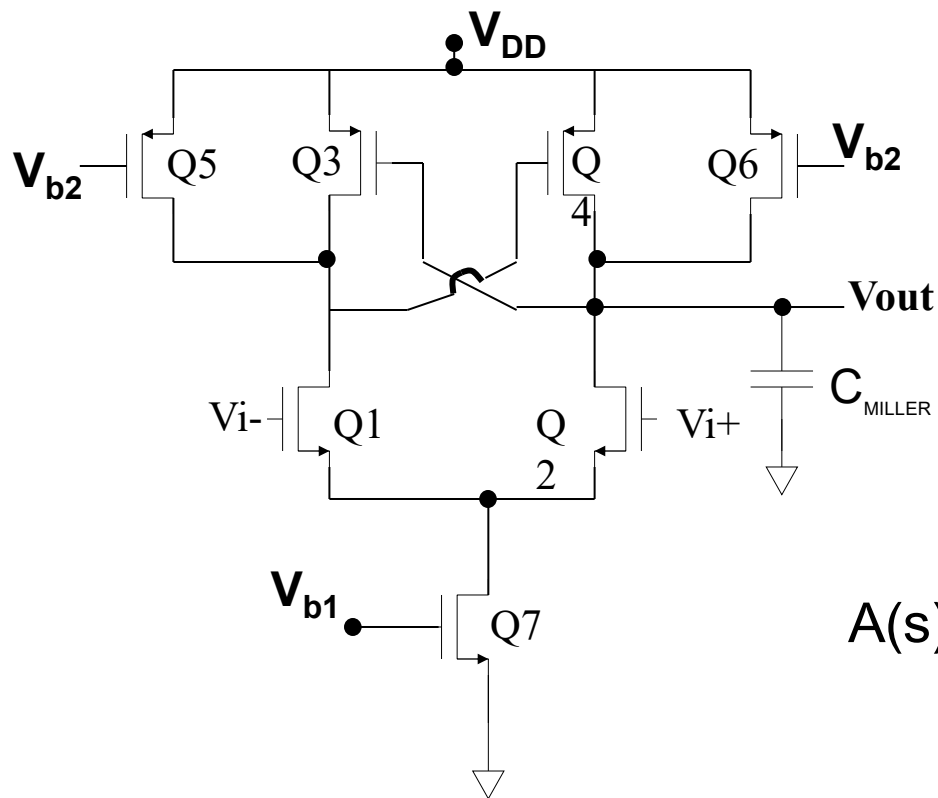 VDD
Vb2
Q5
Q3
Q
4
Q6
Vb2
Vout
CMILLER
Vi-
Q1
Q
2
Vi+
Vb1
Q7
A(s)